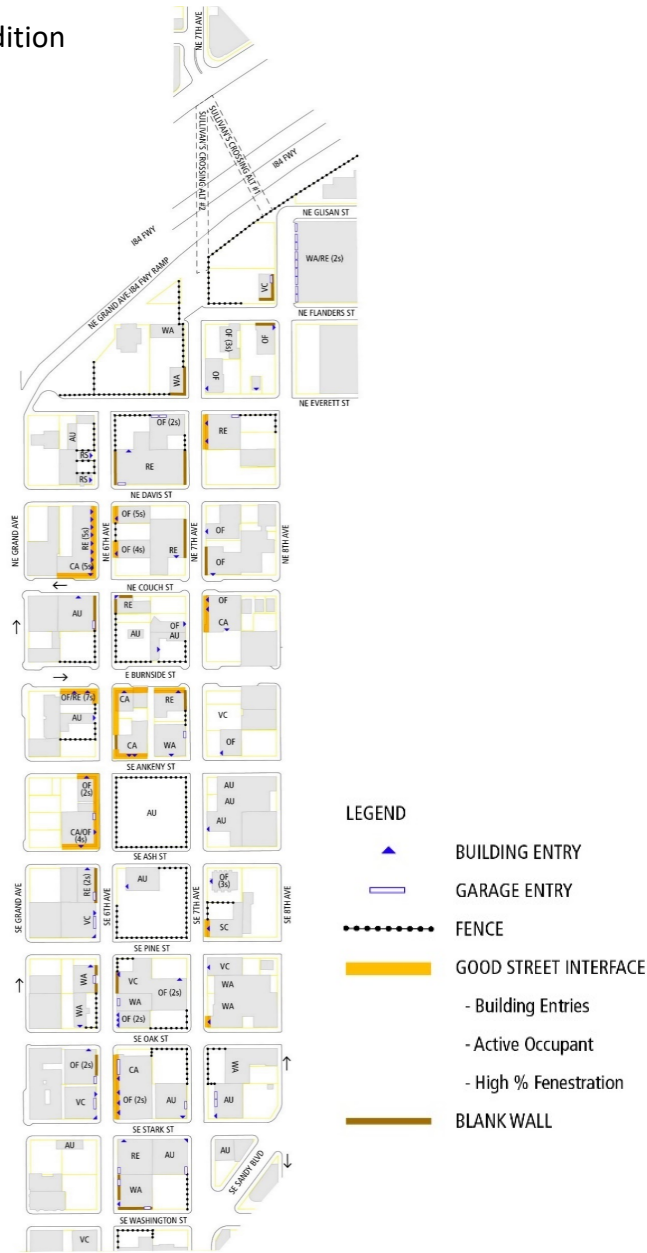 dition
NE 7TH AVE
SULLIVAN'S CROSSING ALT #1
SULLIVAN'S CROSSING ALT #2
I84 FWY
I84 FWY
NE GRAND AVE-I84 FWY RAMP
NE GLISAN ST
WA/RE (2s)
VC
NE FLANDERS ST
WA
OF (3s)
OF
WA
OF
NE EVERETT ST
AU
OF (2s)
RE
RS
RE
RS
NE DAVIS ST
NE GRAND AVE
RE (5s)
CA (5s)
NE 6TH AVE
OF (5s)
OF (4s)
RE
NE 7TH AVE
OF
OF
NE 8TH AVE
NE COUCH ST
AU
RE
AU
OF
AU
OF
CA
E BURNSIDE ST
OF/RE (7s)
AU
CA
RE
CA
WA
VC
OF
SE ANKENY ST
OF
(2s)
CA/OF
(4s)
AU
AU
AU
AU
SE ASH ST
SE GRAND AVE
RE (2s)
VC
SE 6TH AVE
AU
SE 7TH AVE
OF
(3s)
SC
SE 8TH AVE
SE PINE ST
WA
WA
VC
WA
OF (2s)
OF (2s)
VC
WA
WA
SE OAK ST
OF (2s)
VC
CA
OF (2s)
AU
WA
AU
SE STARK ST
AU
RE
AU
WA
AU
SE SANDY BLVD
SE WASHINGTON ST
VC
LEGEND
BUILDING ENTRY
GARAGE ENTRY
FENCE
GOOD STREET INTERFACE
- Building Entries
- Active Occupant
- High % Fenestration
BLANK WALL